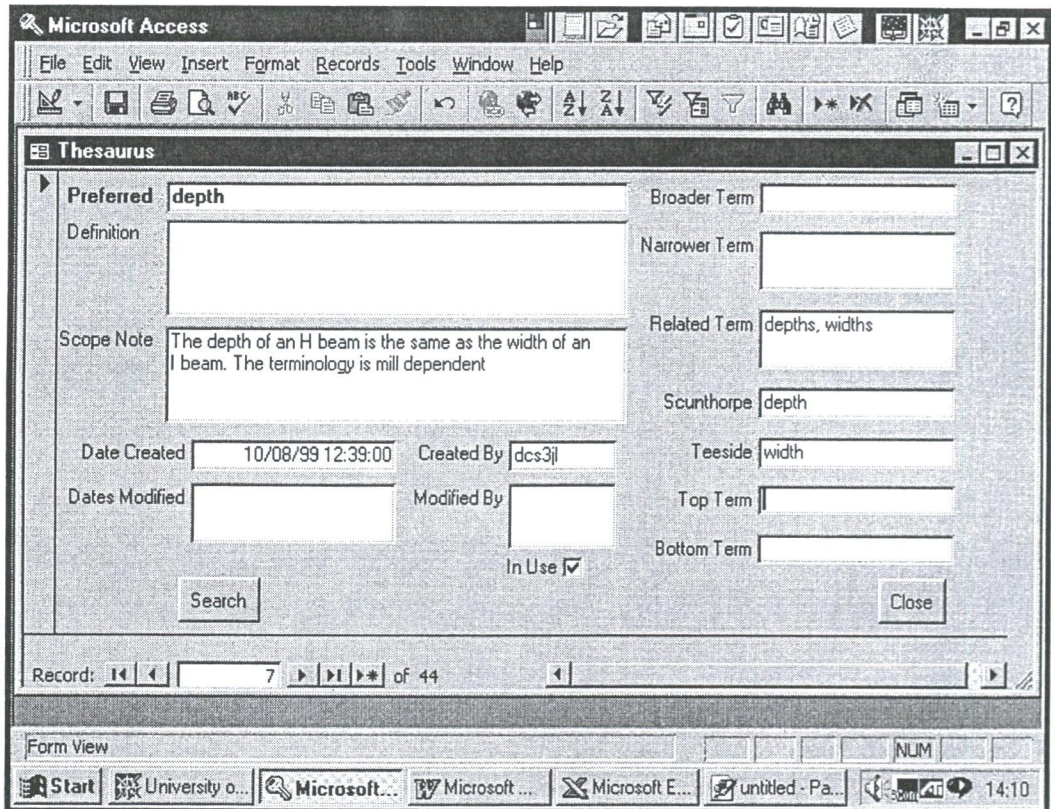 Microsoft Access
File Edit View Insert Format Records Tools Window Help
Thesaurus
Preferred depth
Definition
Scope Note The depth of an H beam is the same as the width of an
I beam. The terminology is mill dependent
Date Created 10/08/99 12:39:00 Created By dcs3jl
Dates Modified Modified By
In Use
Search
Broader Term
Narrower Term
Related Term depths, widths
Scunthorpe depth
Teeside width
Top Term
Bottom Term
Close
Record: 7 of 44
Form View NUM
Start University o... Microsoft... Microsoft ... Microsoft E... untitled - Pa... 14:10